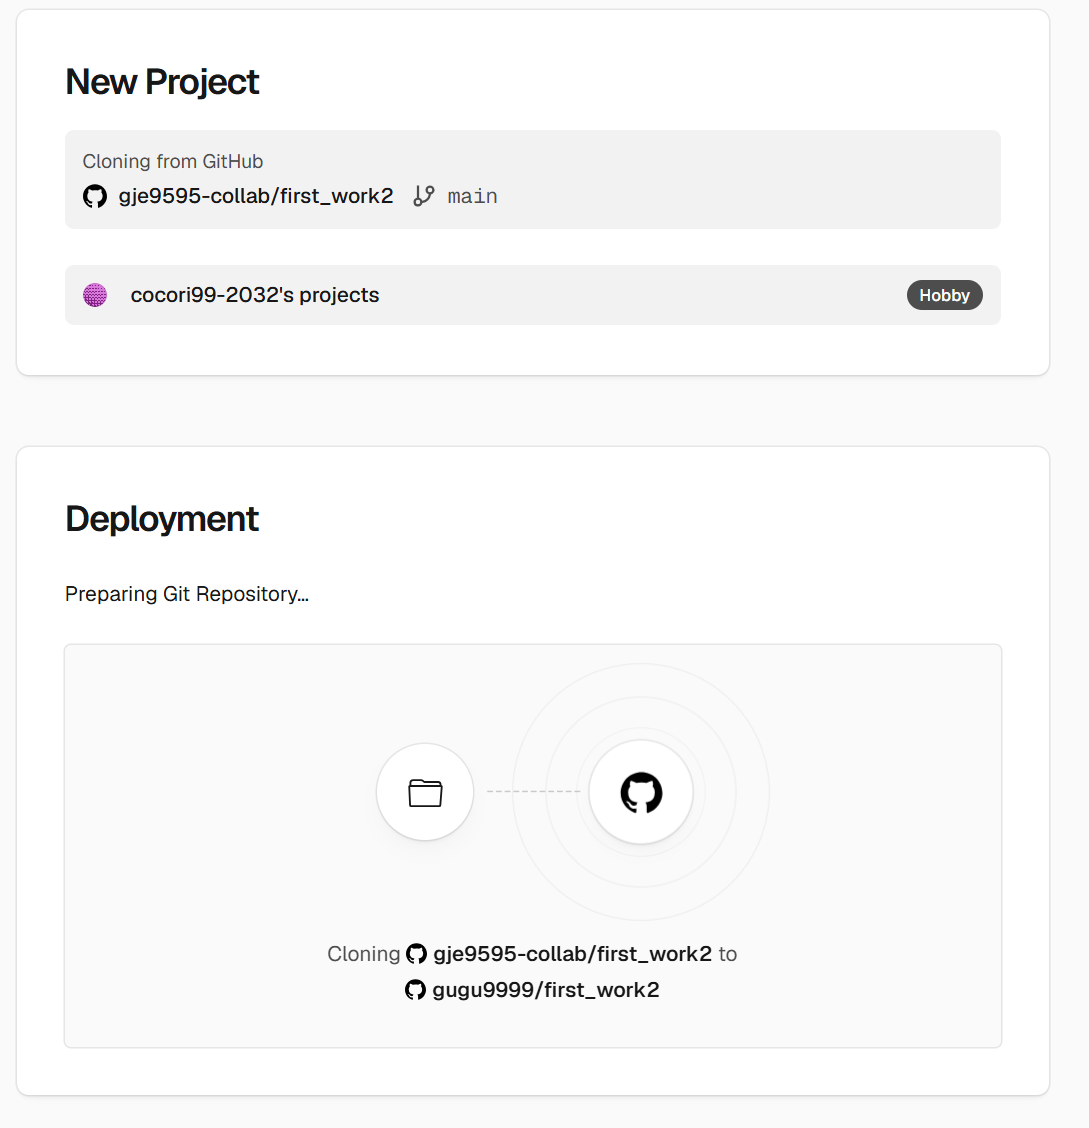 New Project
Cloning from GitHub
gje9595-collab/first_work2 main
cocori99-2032's projects Hobby
Deployment
Preparing Git Repository...
Cloning gje9595-collab/first_work2 to
gugu9999/first_work2